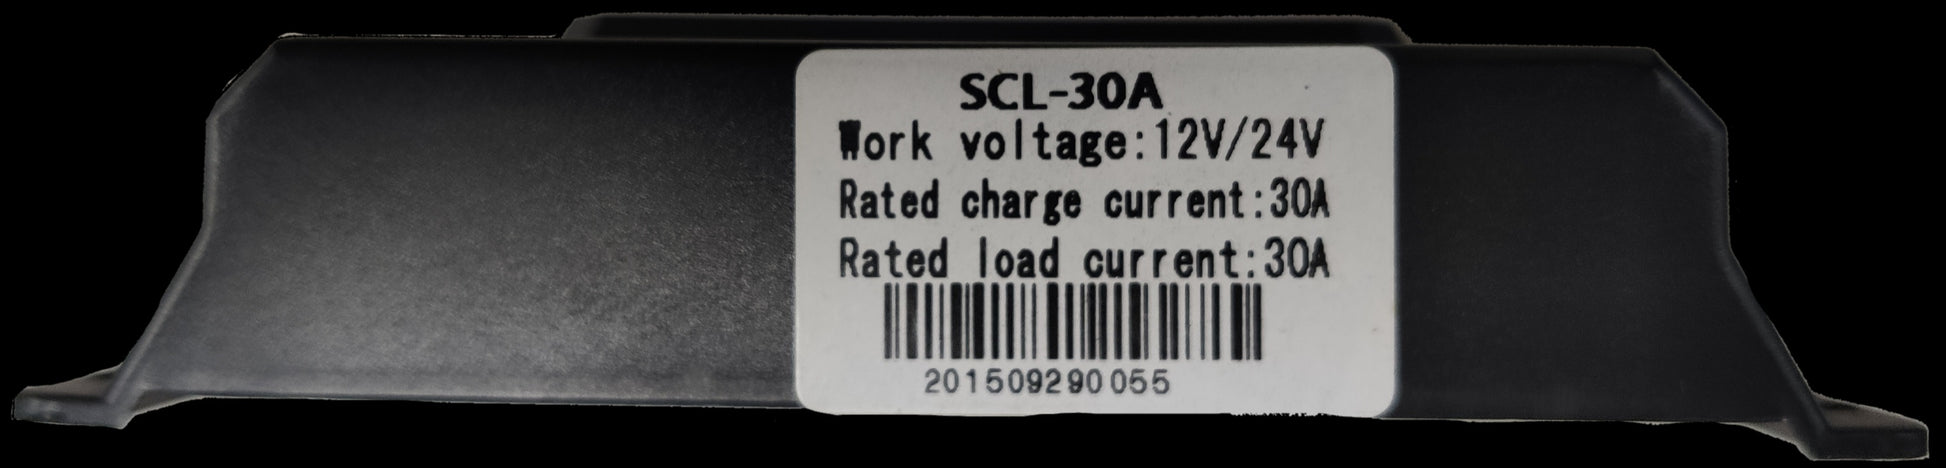 SCL-30A
Work voltage:12V/24V
Rated charge current:30A
Rated load current:30A
201509290055